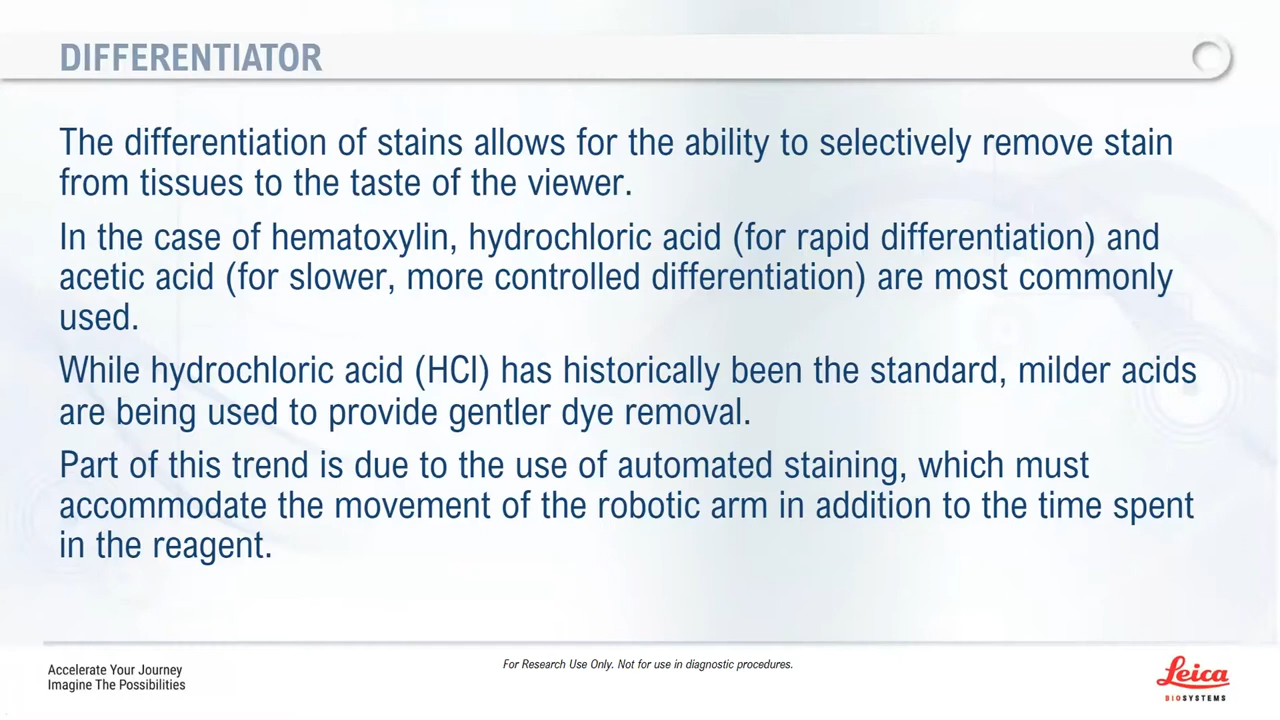 DIFFERENTIATOR
The differentiation of stains allows for the ability to selectively remove stain
from tissues to the taste of the viewer.
In the case of hematoxylin, hydrochloric acid (for rapid differentiation) and
acetic acid (for slower, more controlled differentiation) are most commonly
used.
While hydrochloric acid (HCl) has historically been the standard, milder acids
are being used to provide gentler dye removal.
Part of this trend is due to the use of automated staining, which must
accommodate the movement of the robotic arm in addition to the time spent
in the reagent.
Accelerate Your Journey
Imagine The Possibilities
For Research Use Only. Not for use in diagnostic procedures.
Leica
BIOSYSTEMS